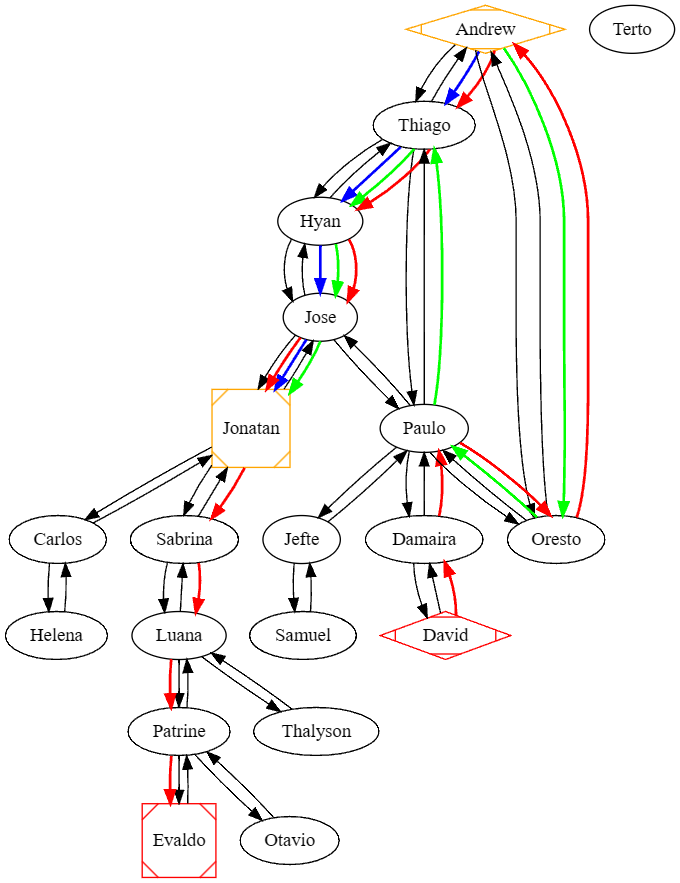 Andrew
Terto
Thiago
Hyan
Jose
Jonatan
Paulo
Carlos
Sabrina
Jefte
Damaira
Oresto
Helena
Luana
Samuel
David
Patrine
Thalyson
Evaldo
Otavio